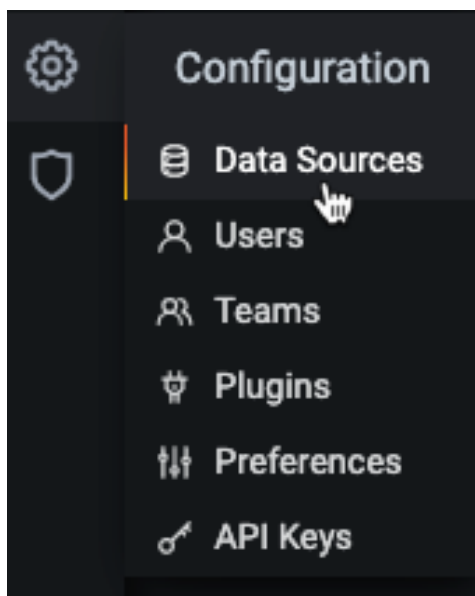 Configuration
Data Sources
Users
Teams
Plugins
Preferences
API Keys